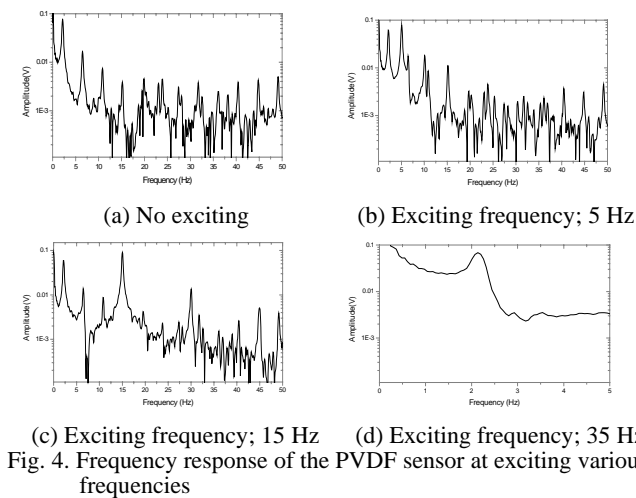 0.1
0.01
1E-3
Amplitude(V)
0 5 10 15 20 25 30 35 40 45 50
Frequency (Hz)
(a) No exciting
0.1
0.01
1E-3
Amplitude(V)
0 5 10 15 20 25 30 35 40 45 50
Frequency (Hz)
(b) Exciting frequency; 5 Hz
0.1
0.01
1E-3
Amplitude(V)
0 5 10 15 20 25 30 35 40 45 50
Frequency (Hz)
(c) Exciting frequency; 15 Hz
0.1
0.01
1E-3
Amplitude(V)
0 1 2 3 4 5
Frequency (Hz)
(d) Exciting frequency; 35 Hz
Fig. 4. Frequency response of the PVDF sensor at exciting variou
frequencies